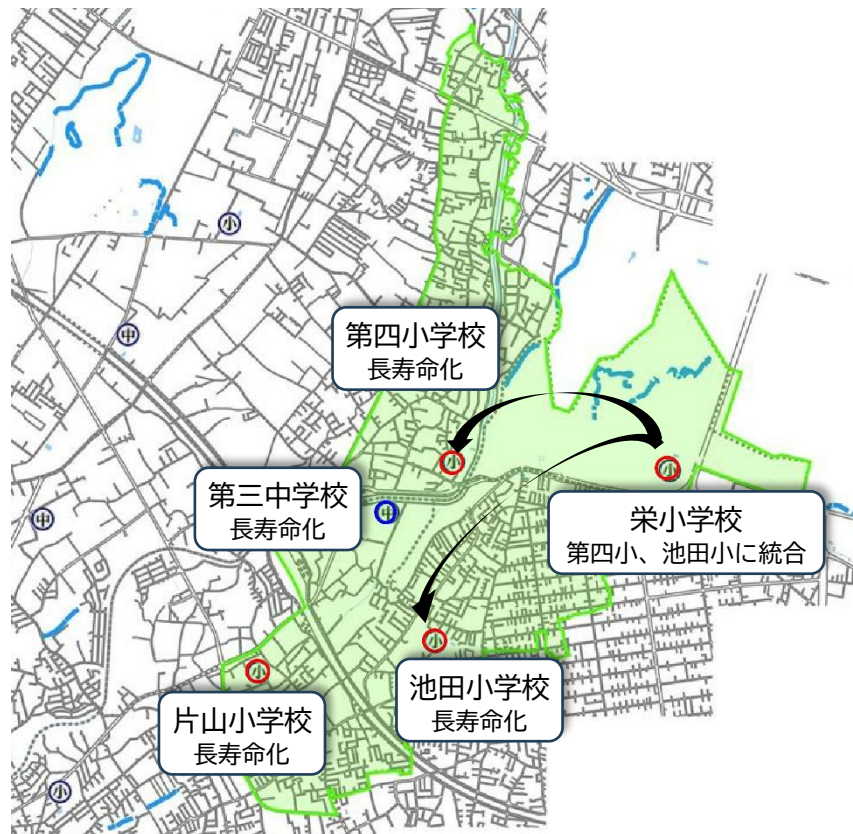 小
中
第四小学校
長寿命化
小
小
第三中学校
長寿命化
中
中
栄小学校
第四小、池田小に統合
小
小
池田小学校
長寿命化
片山小学校
長寿命化
小